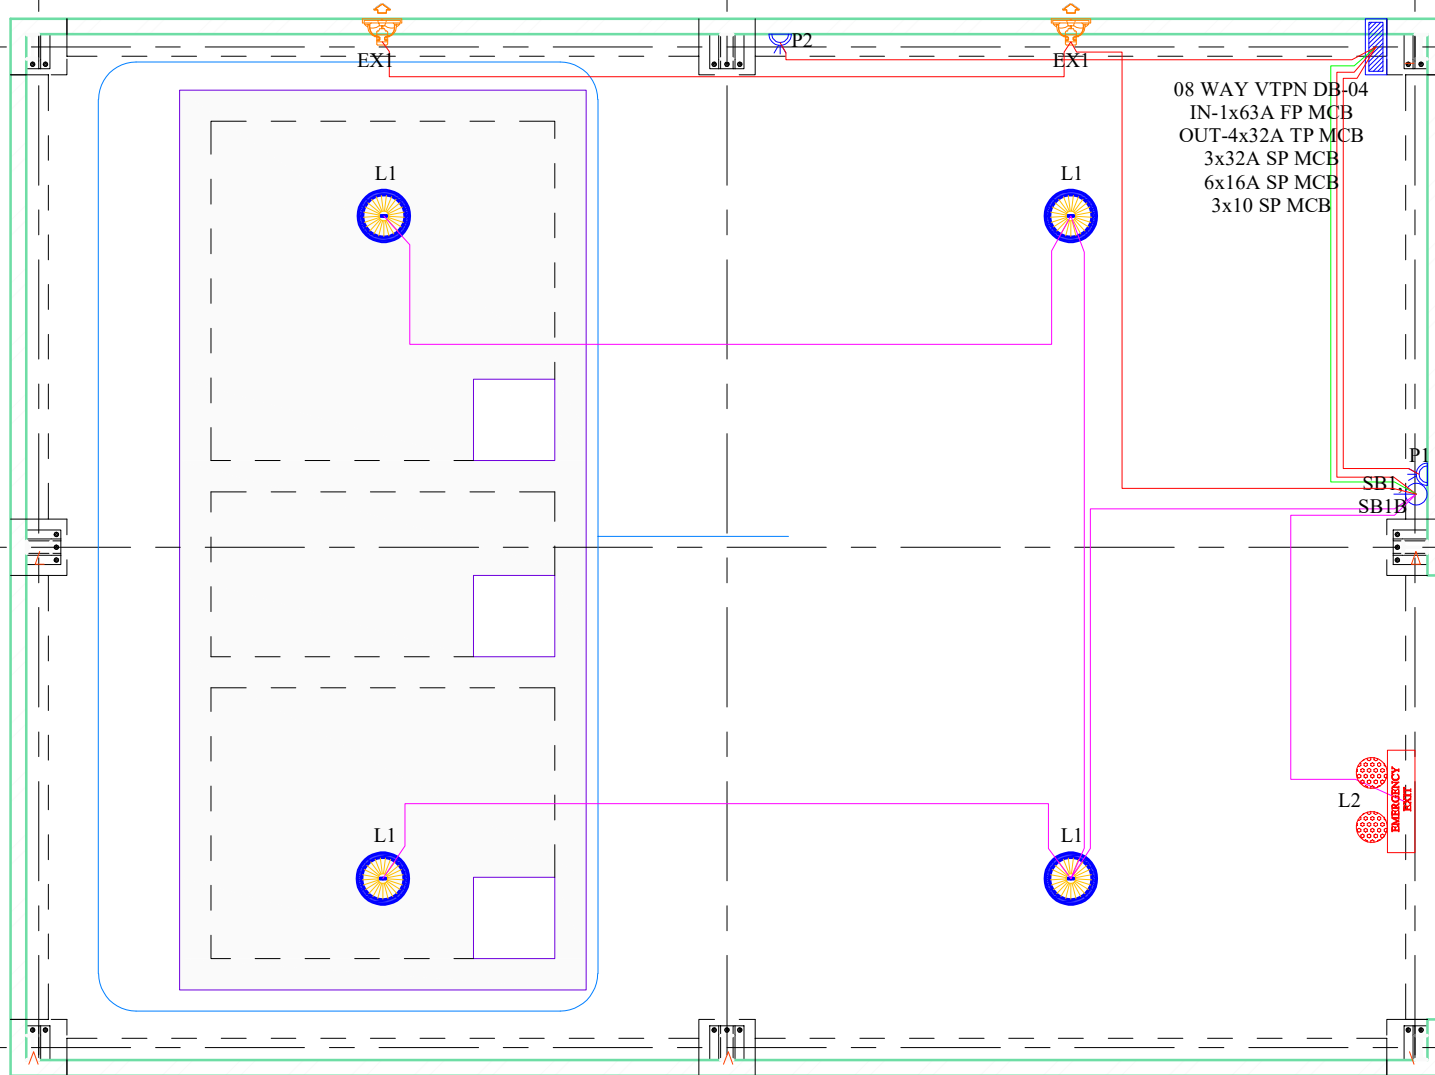 EX1
P2
EX1
08 WAY VTPN DB-04
IN-1x63A FP MCB
OUT-4x32A TP MCB
3x32A SP MCB
6x16A SP MCB
3x10 SP MCB
L1
L1
P1
SB1,
SB1B
L2
EMERGENCY
EXIT
L1
L1